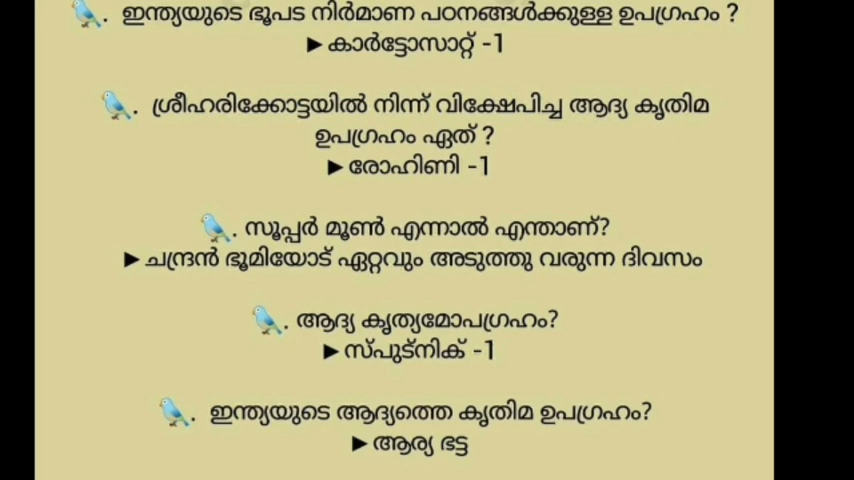 . ഇന്ത്യയുടെ ഭൂപട നിർമാണ പഠനങ്ങൾക്കുള്ള ഉപഗ്രഹം ?
►കാർട്ടോസാറ്റ് -1
. ശ്രീഹരിക്കോട്ടയിൽ നിന്ന് വിക്ഷേപിച്ച ആദ്യ കൃതിമ
ഉപഗ്രഹം ഏത് ?
►രോഹിണി -1
. സൂപ്പർ മൂൺ എന്നാൽ എന്താണ്?
►ചന്ദ്രൻ ഭൂമിയോട് ഏറ്റവും അടുത്തു വരുന്ന ദിവസം
. ആദ്യ കൃത്യമോപഗ്രഹം?
►സ്പുട്നിക് -1
. ഇന്ത്യയുടെ ആദ്യത്തെ കൃതിമ ഉപഗ്രഹം?
►ആര്യ ഭട്ട